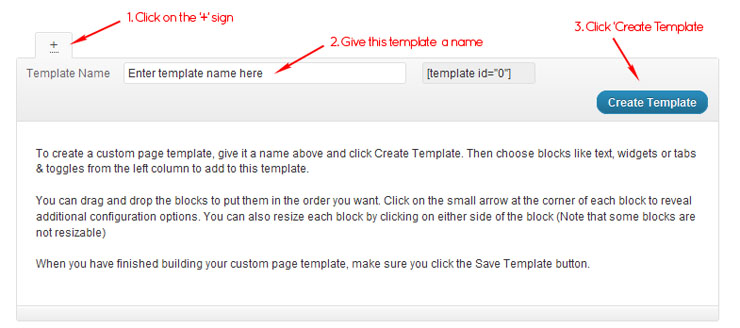 1. Click on the '+' sign
3. Click 'Create Template
+
2. Give this template a name
Template Name
Enter template name here
[template id="0"]
Create Template
To create a custom page template, give it a name above and click Create Template. Then choose blocks like text, widgets or tabs
& toggles from the left column to add to this template.
You can drag and drop the blocks to put them in the order you want. Click on the small arrow at the corner of each block to reveal
additional configuration options. You can also resize each block by clicking on either side of the block (Note that some blocks are
not resizable)
When you have finished building your custom page template, make sure you click the Save Template button.